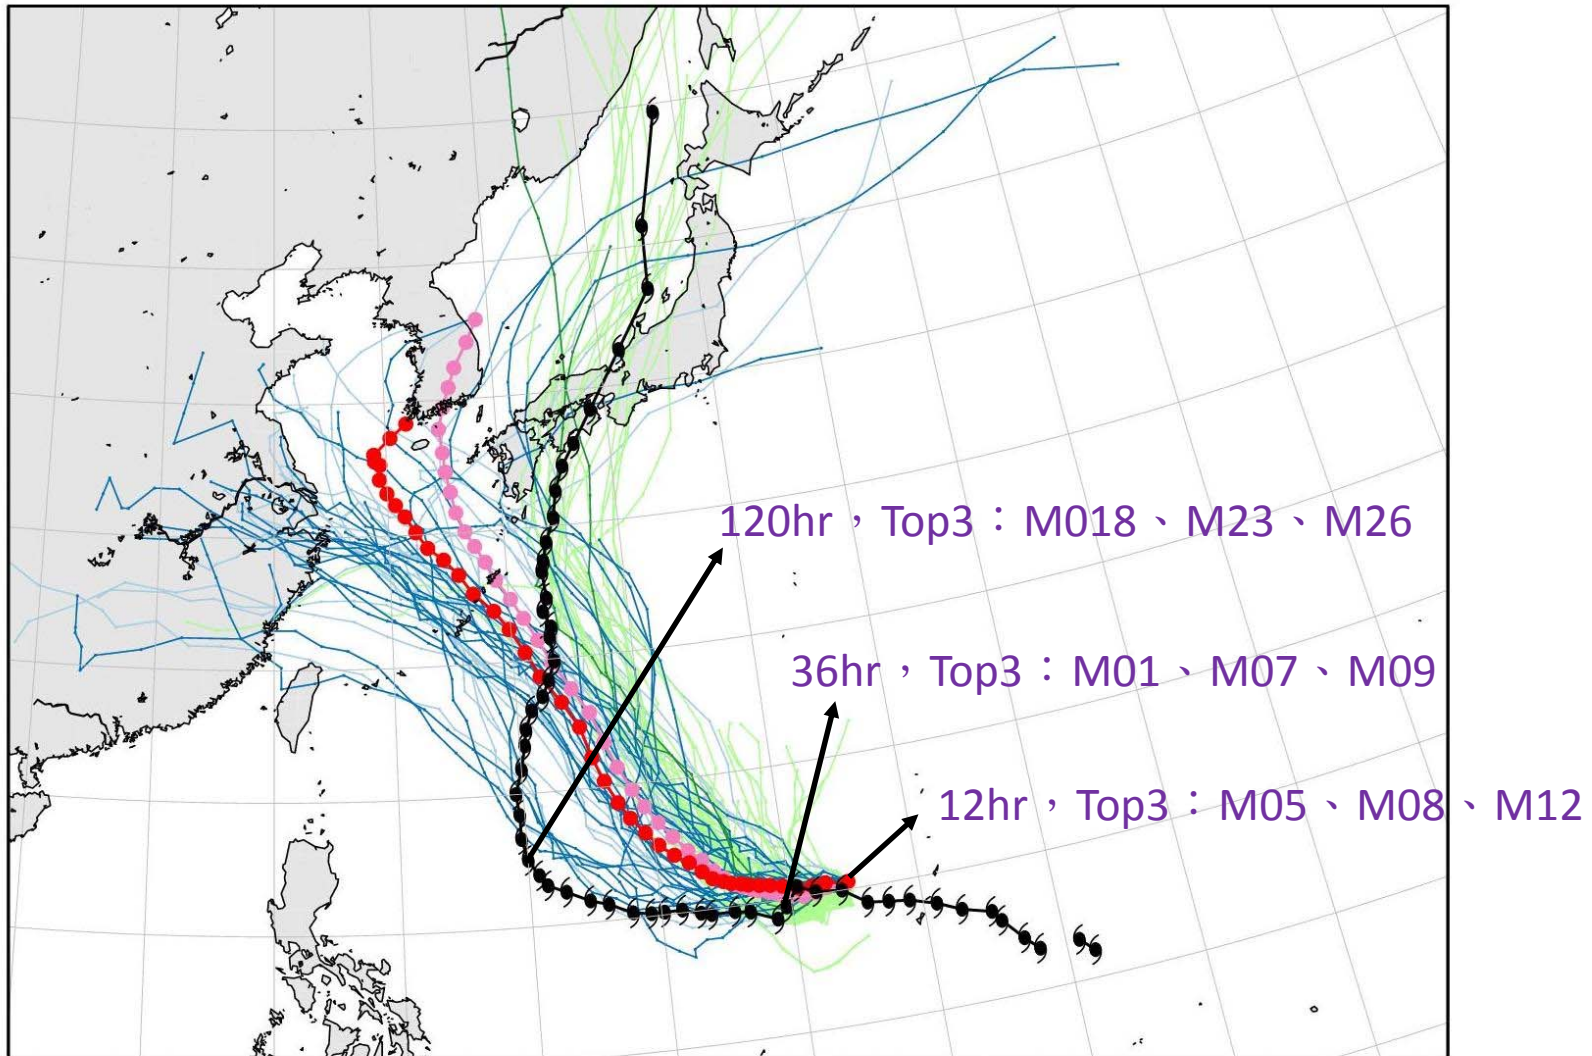 120hr，Top3：M018、M23、M26
36hr，Top3：M01、M07、M09
12hr，Top3：M05、M08、M12